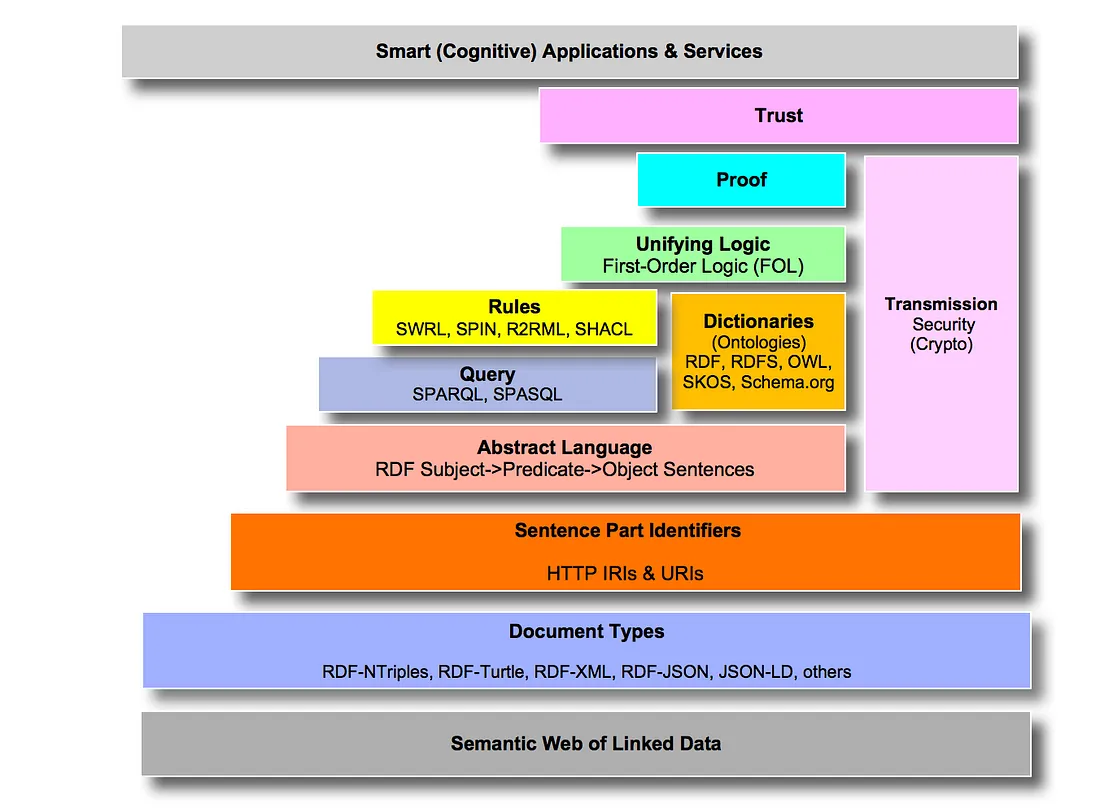 Smart (Cognitive) Applications & Services
Trust
Proof
Unifying Logic
First-Order Logic (FOL)
Rules
SWRL, SPIN, R2RML, SHACL
Dictionaries
(Ontologies)
RDF, RDFS, OWL,
SKOS, Schema.org
Transmission
Security
(Crypto)
Query
SPARQL, SPASQL
Abstract Language
RDF Subject->Predicate->Object Sentences
Sentence Part Identifiers
HTTP IRIs & URIs
Document Types
RDF-NTriples, RDF-Turtle, RDF-XML, RDF-JSON, JSON-LD, others
Semantic Web of Linked Data